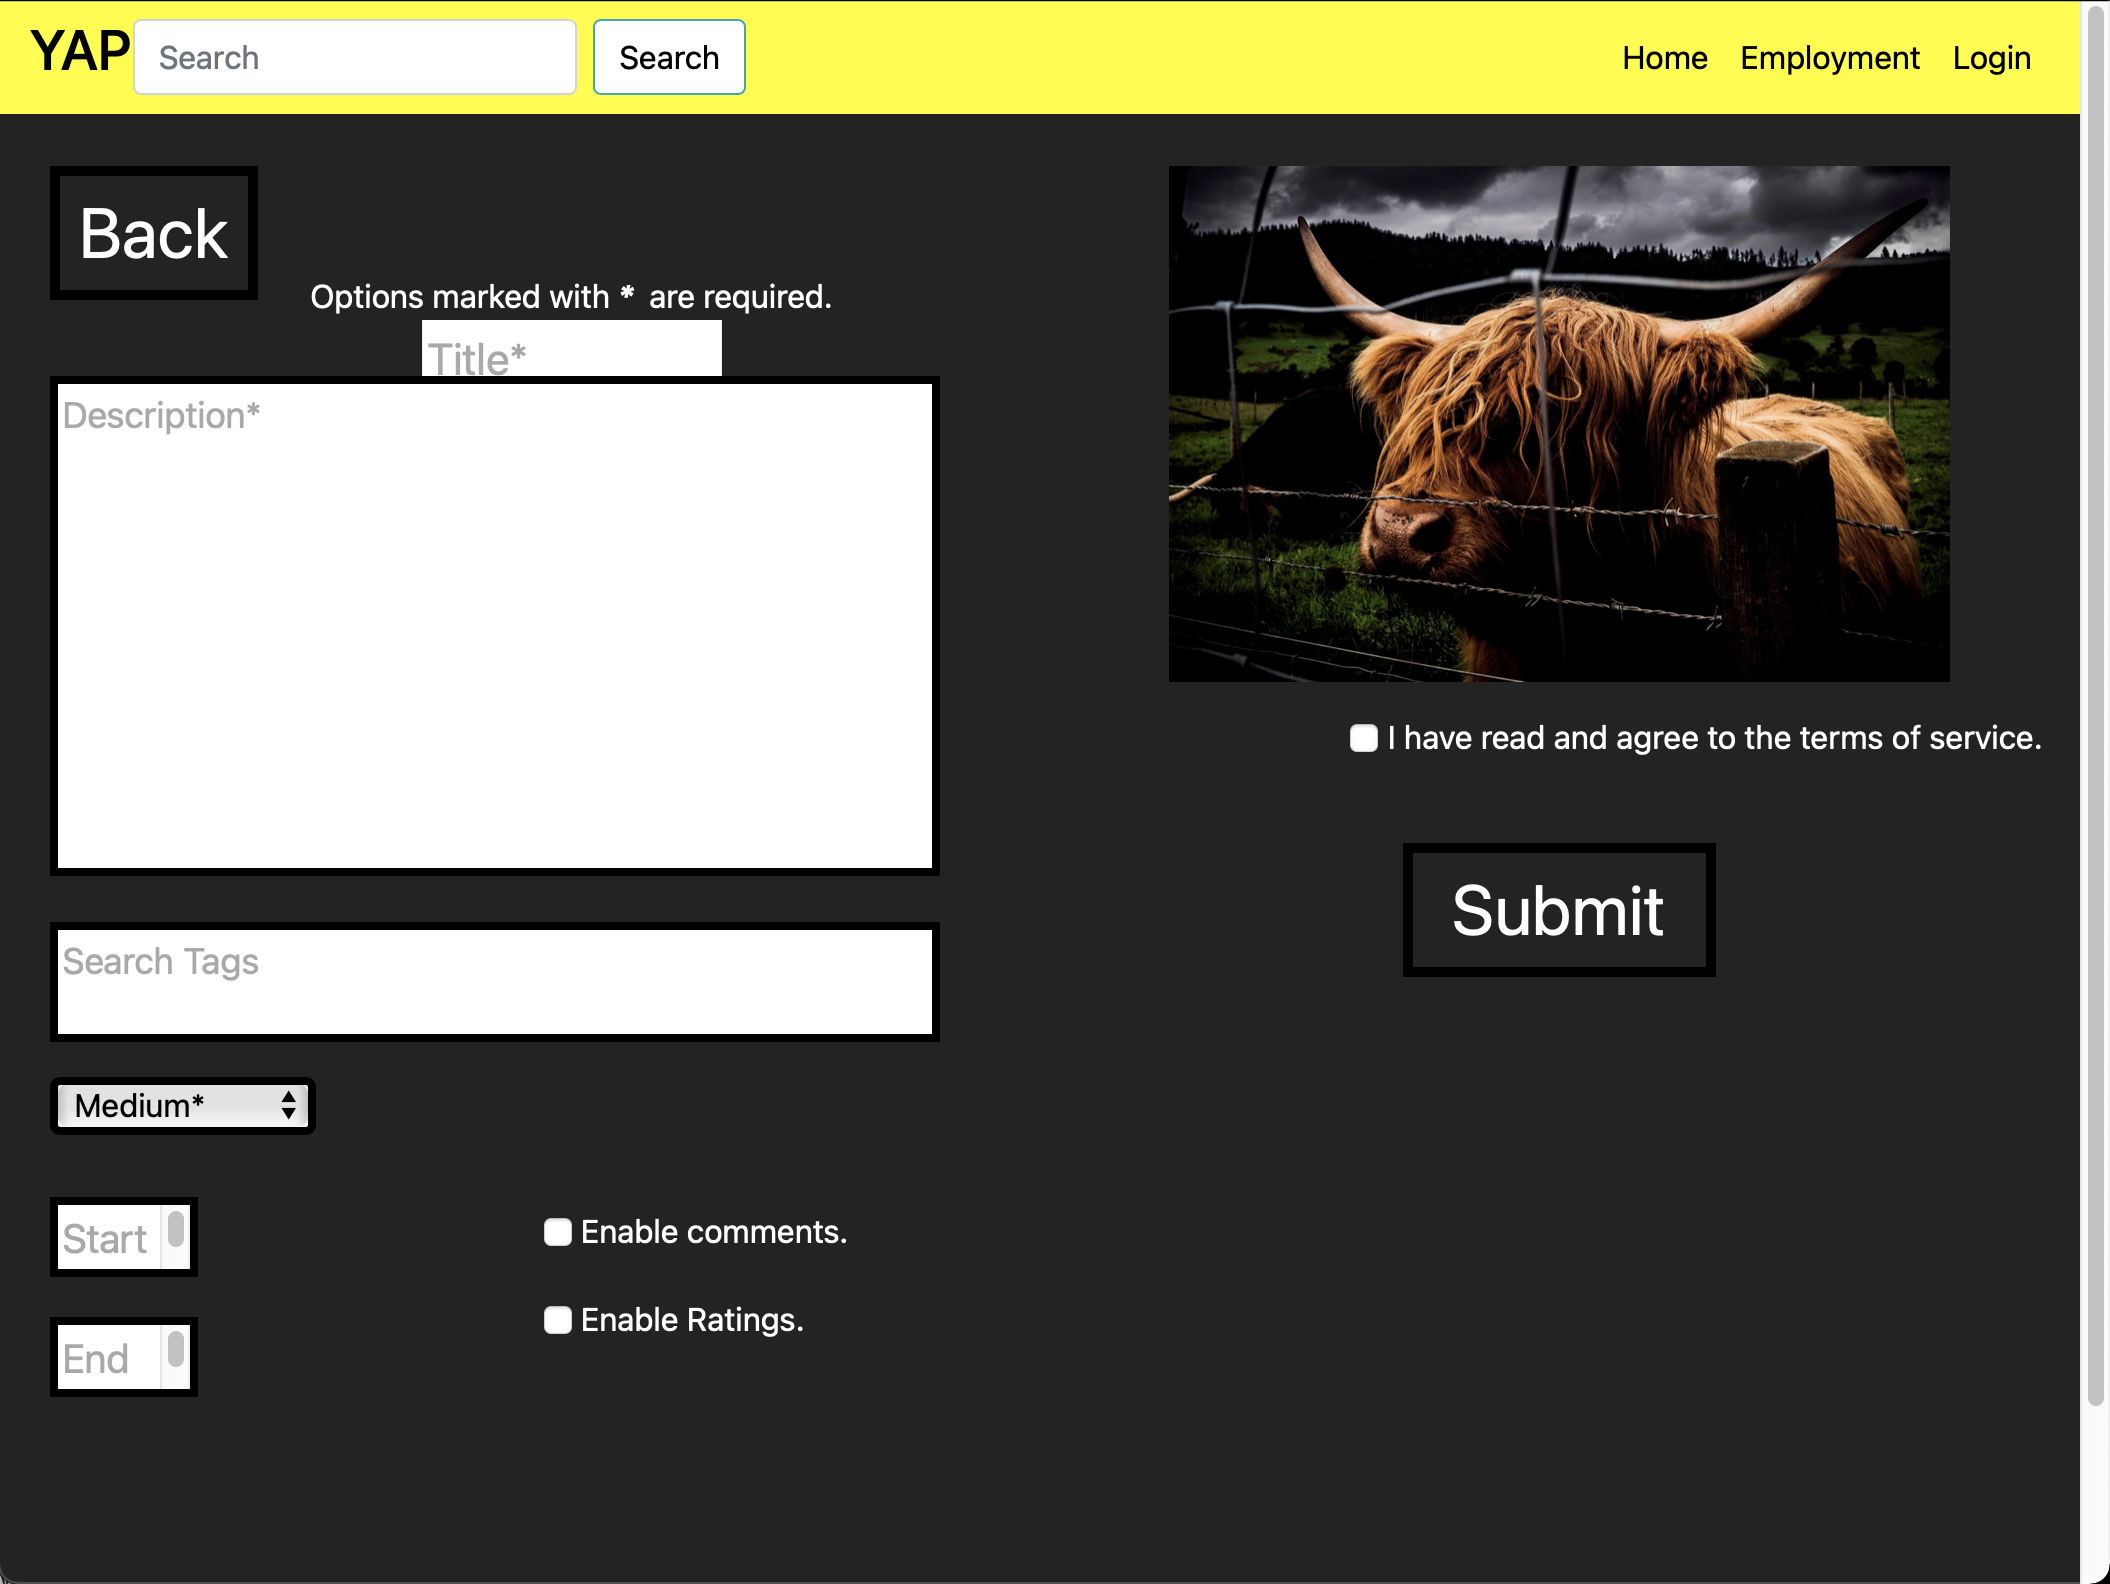 YAP Search Search Home Employment Login
Back
Options marked with * are required.
Title*
Description*
Search Tags
Medium*
Start
End
Enable comments.
Enable Ratings.
I have read and agree to the terms of service.
Submit